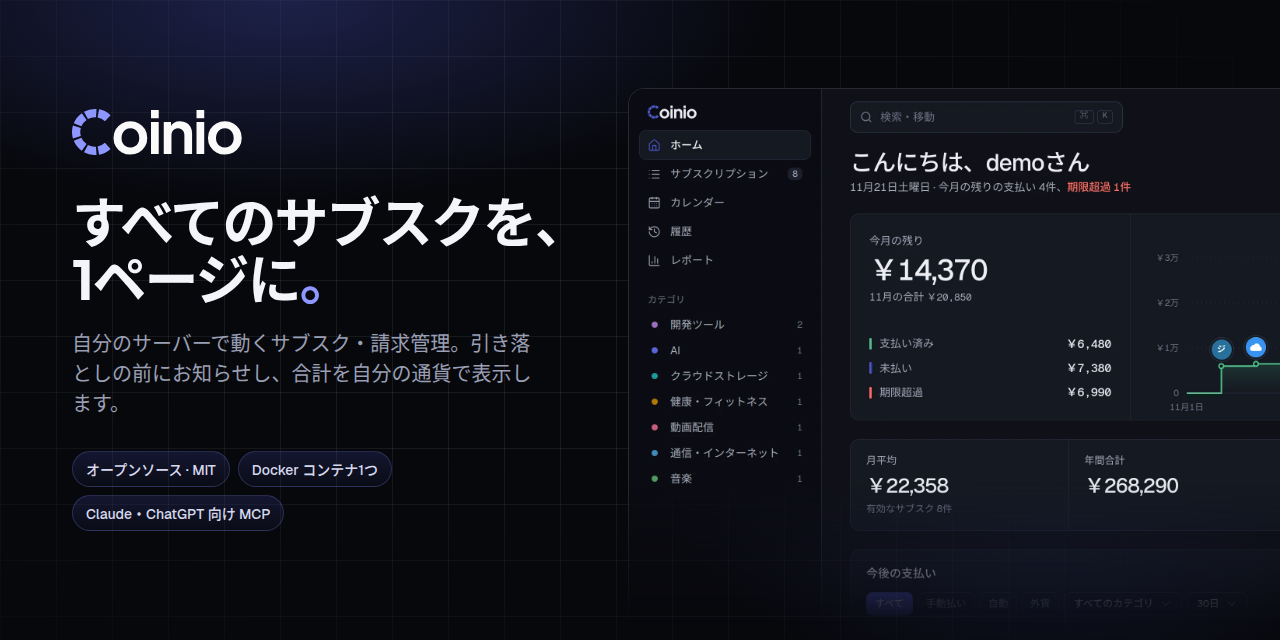 Coinio
すべてのサブスクを、
1ページに。
自分のサーバーで動くサブスク・請求管理。引き落
としの前にお知らせし、合計を自分の通貨で表示し
ます。
オープンソース · MIT
Docker コンテナ1つ
Claude・ChatGPT 向け MCP
Coinio
ホーム
サブスクリプション 8
カレンダー
履歴
レポート
カテゴリ
開発ツール 2
AI 1
クラウドストレージ 1
健康・フィットネス 1
動画配信 1
通信・インターネット 1
音楽 1
検索・移動 ⌘ K
こんにちは、demoさん
11月21日土曜日 · 今月の残りの支払い 4件、期限超過 1件
今月の残り
¥14,370
11月の合計 ¥20,850
支払い済み ¥6,480
未払い ¥7,380
期限超過 ¥6,990
¥3万
¥2万
¥1万
ジ
0
11月1日
月平均
¥22,358
有効なサブスク 8件
年間合計
¥268,290
今後の支払い
すべて 手動払い 自動 外貨 すべてのカテゴリ 30日